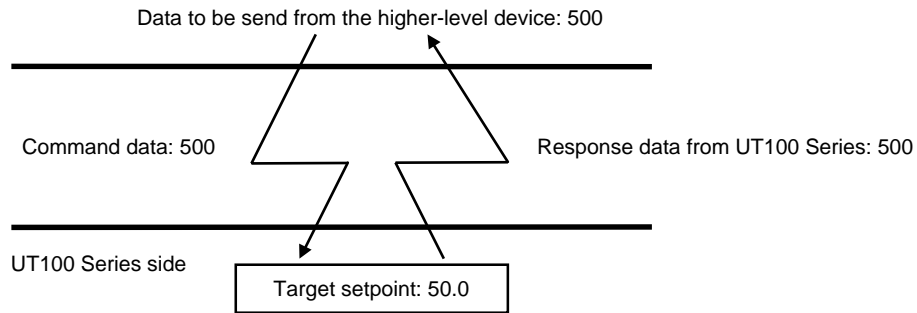 Data to be send from the higher-level device: 500
Command data: 500
Response data from UT100 Series: 500
UT100 Series side
Target setpoint: 50.0